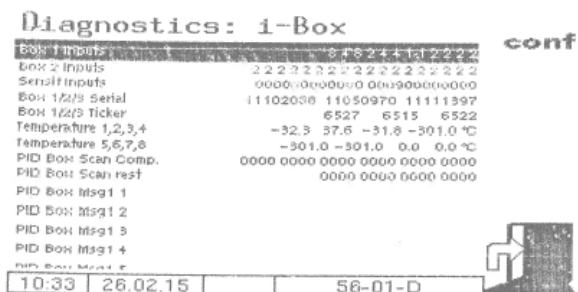 Diagnostics: i-Box
conf
Box 1 Inputs
Box 2 Inputs 2 2 2 2 2 2 2 2 2 2 2 2 2 2 2 2
Sensit Inputs
Box 1/2/3 Serial 11102038 11050970 11111397
Box 1/2/3 Ticker 6527 6515 6522
Temperature 1,2,3,4 -32.3 37.6 -31.8 -301.0 °C
Temperature 5,6,7,8 -301.0 -301.0 0.0 0.0 °C
PID Box Scan Comp. 0000 0000 0000 0000 0000 0000
PID Box Scan rest 0000 0000 0000 0000
PID Box Msg1 1
PID Box Msg1 2
PID Box Msg1 3
PID Box Msg1 4
PID Box Msg1 5
10:33 26.02.15 56-01-D